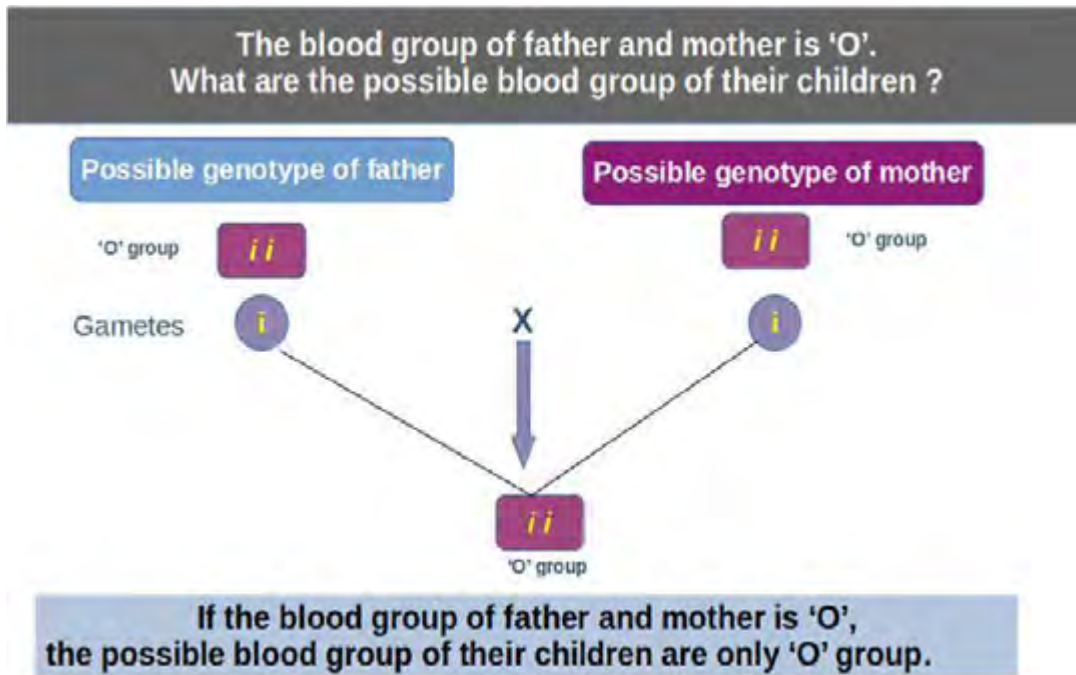 The blood group of father and mother is ‘O’.
What are the possible blood group of their children ?
Possible genotype of father
Possible genotype of mother
‘O’ group
i i
i i
‘O’ group
Gametes
i
X
i
i i
‘O’ group
If the blood group of father and mother is ‘O’,
the possible blood group of their children are only ‘O’ group.